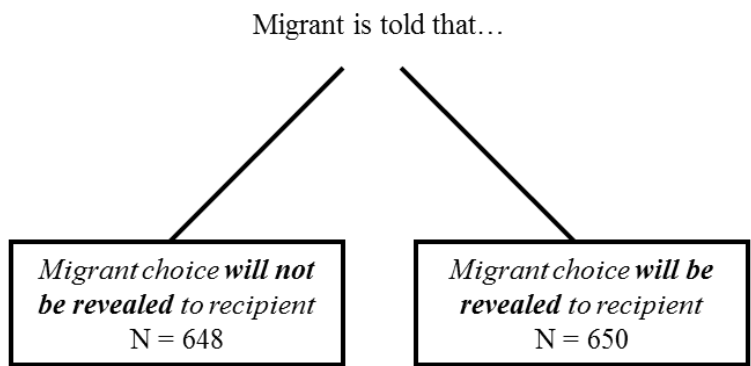 Migrant is told that…
Migrant choice will not
be revealed to recipient
N = 648
Migrant choice will be
revealed to recipient
N = 650